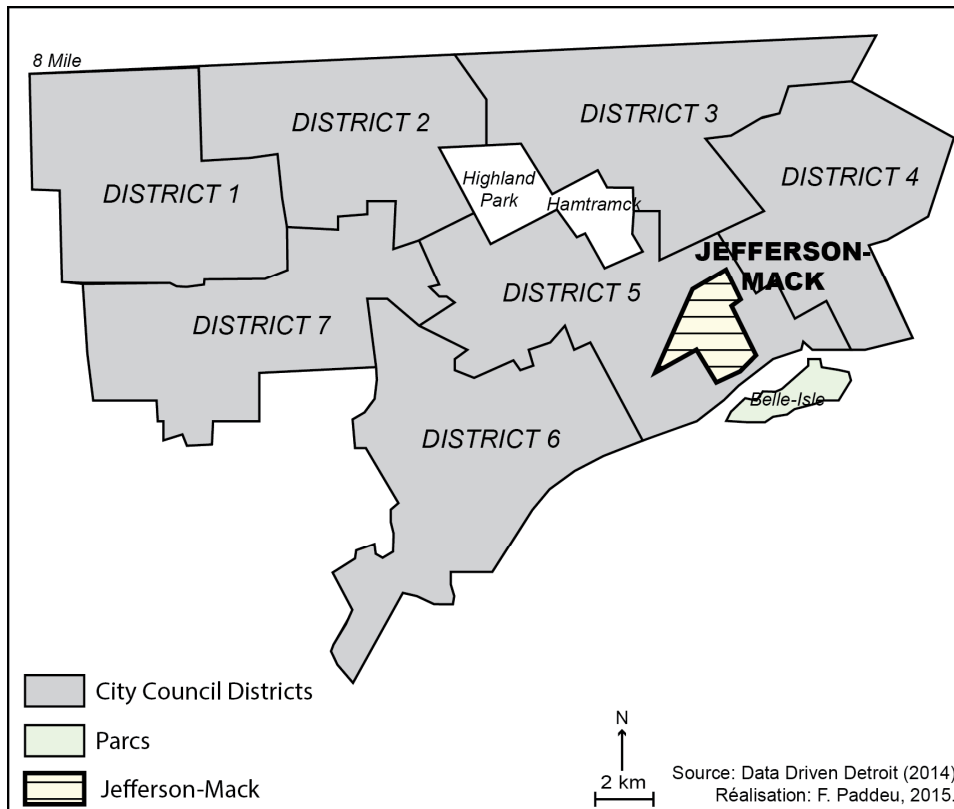 8 Mile
DISTRICT 1
DISTRICT 2
DISTRICT 3
DISTRICT 4
Highland
Park
Hamtramck
JEFFERSON-
MACK
DISTRICT 5
DISTRICT 7
Belle-Isle
DISTRICT 6
City Council Districts
Parcs
Jefferson-Mack
N
2 km
Source: Data Driven Detroit (2014)
Réalisation: F. Paddeu, 2015.